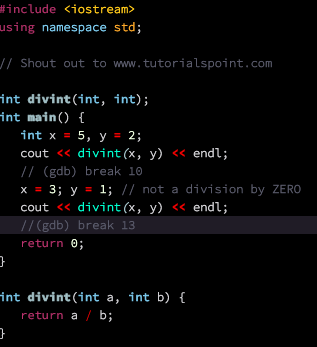 #include <iostream>
using namespace std;
// Shout out to www.tutorialspoint.com
int divint(int, int);
int main() {
int x = 5, y = 2;
cout << divint(x, y) << endl;
// (gdb) break 10
x = 3; y = 1; // not a division by ZERO
cout << divint(x, y) << endl;
//(gdb) break 13
return 0;
}
int divint(int a, int b) {
return a / b;
}